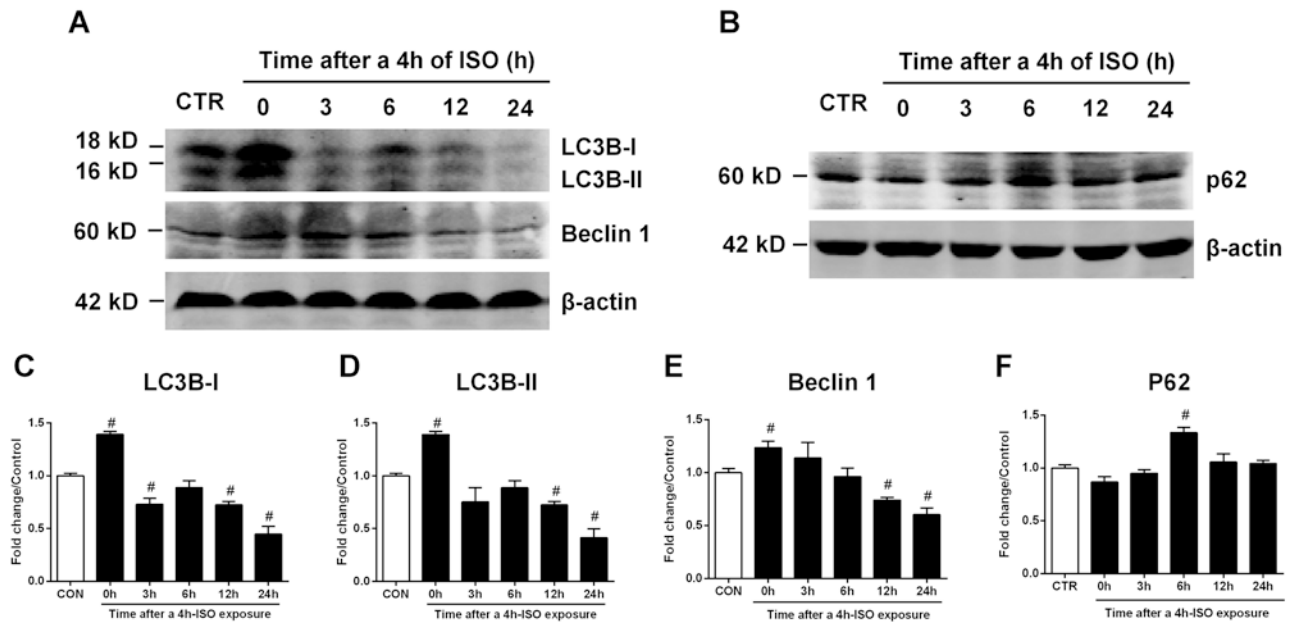 A
Time after a 4h of ISO (h)
CTR 0 3 6 12 24
18 kD
16 kD
LC3B-I
LC3B-II
60 kD
Beclin 1
42 kD
β-actin
B
Time after a 4h of ISO (h)
CTR 0 3 6 12 24
60 kD
p62
42 kD
β-actin
C
LC3B-I
Fold change/Control
1.5
1.0
0.5
0.0
# # # #
CON 0h 3h 6h 12h 24h
Time after a 4h-ISO exposure
D
LC3B-II
Fold change/Control
1.5
1.0
0.5
0.0
# # #
CON 0h 3h 6h 12h 24h
Time after a 4h-ISO exposure
E
Beclin 1
Fold change/Control
1.5
1.0
0.5
0.0
# # #
CON 0h 3h 6h 12h 24h
Time after a 4h-ISO exposure
F
P62
Fold change/Control
1.5
1.0
0.5
0.0
#
CTR 0h 3h 6h 12h 24h
Time after a 4h-ISO exposure